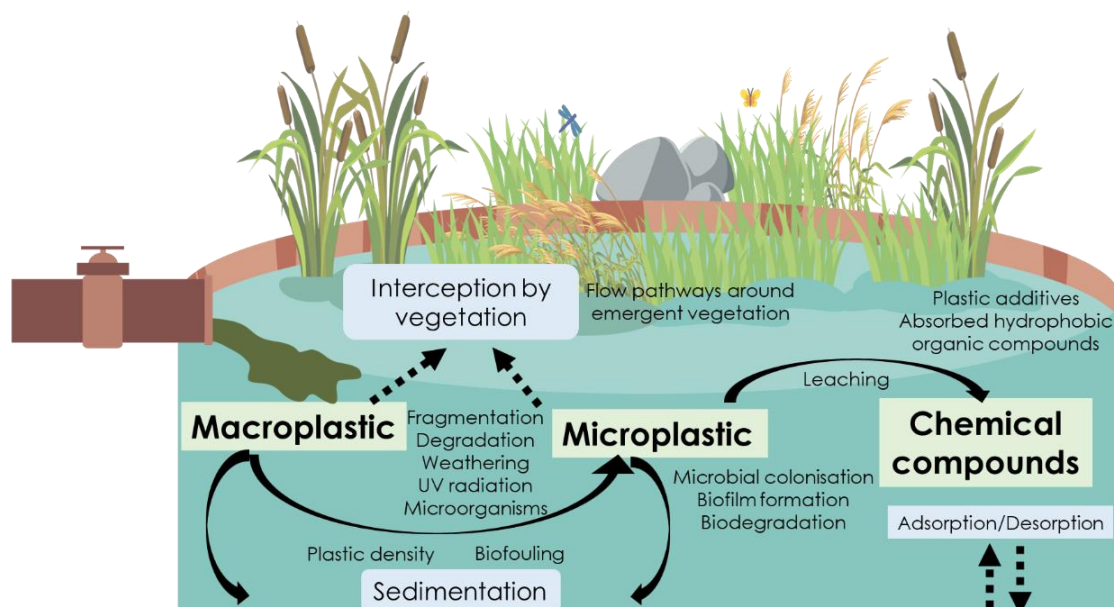 Interception by
vegetation
Flow pathways around
emergent vegetation
Plastic additives
Absorbed hydrophobic
organic compounds
Leaching
Macroplastic
Fragmentation
Degradation
Weathering
UV radiation
Microorganisms
Microplastic
Chemical
compounds
Microbial colonisation
Biofilm formation
Biodegradation
Adsorption/Desorption
Plastic density
Biofouling
Sedimentation